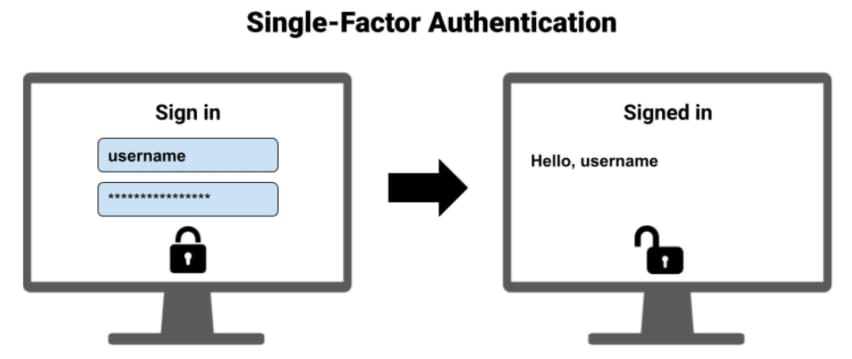 Single-Factor Authentication
Sign in
username
****************
Signed in
Hello, username